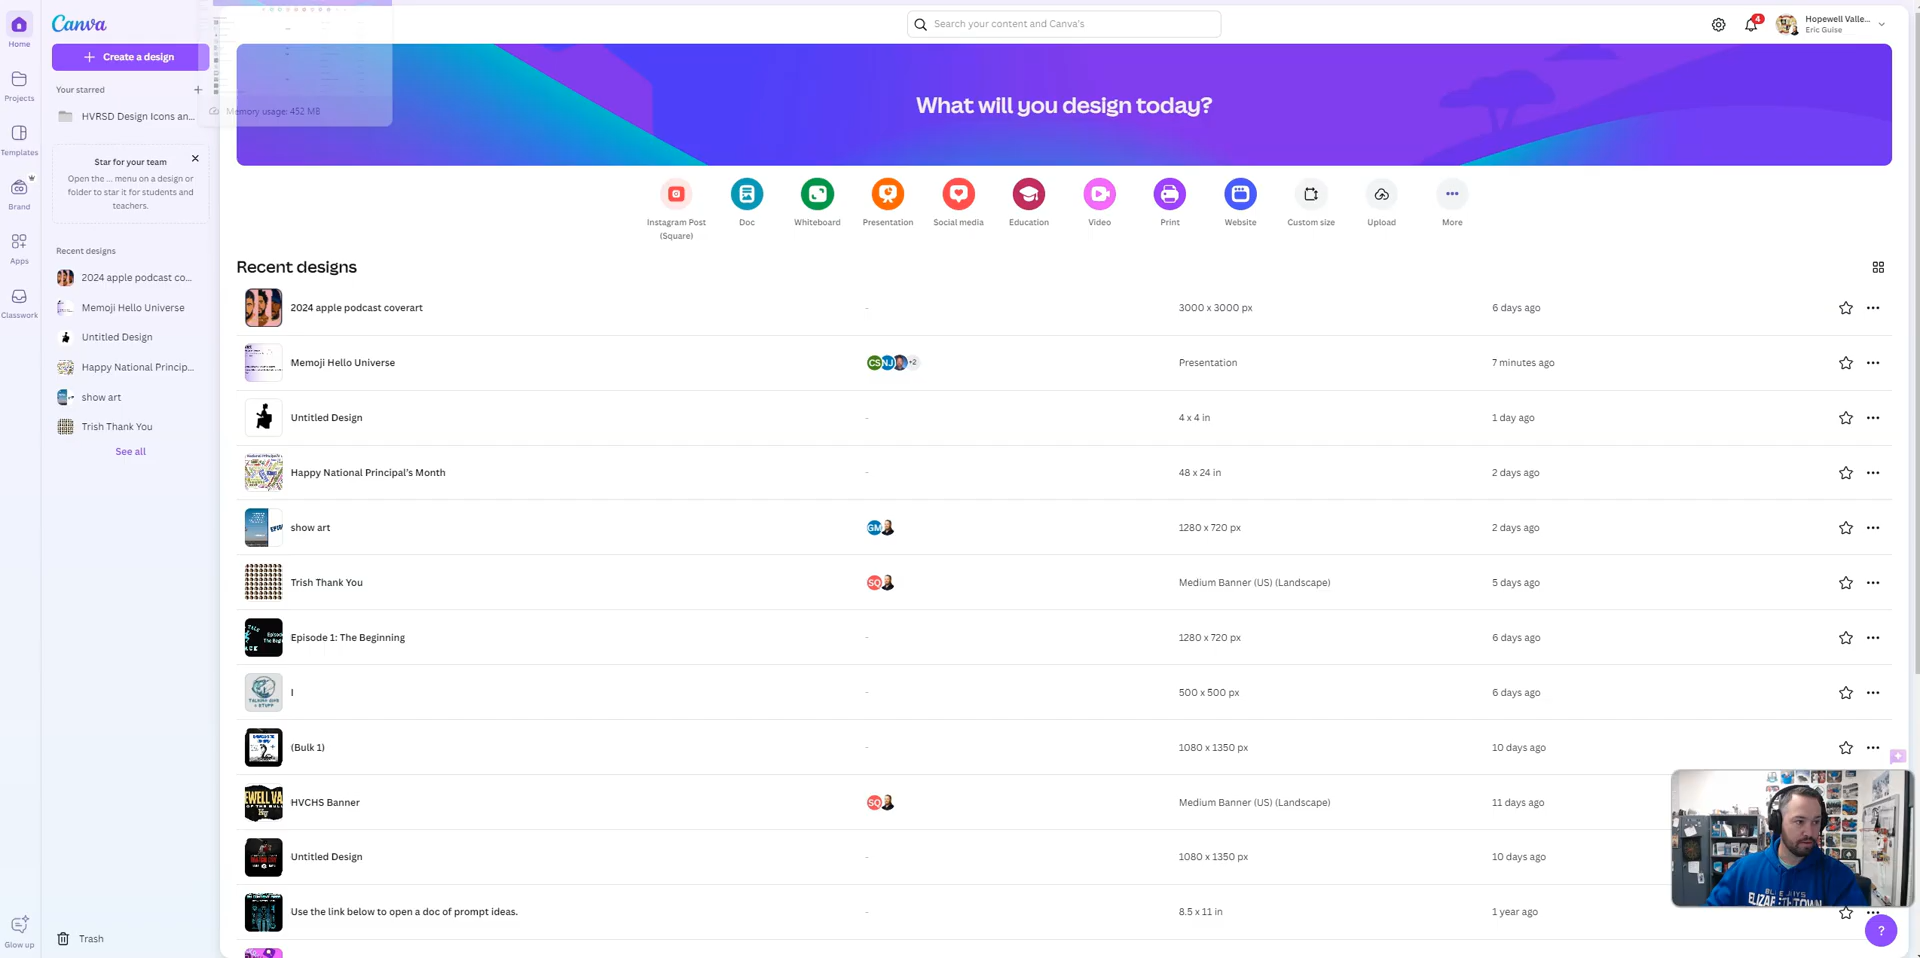 Canva
Search your content and Canva's
4
Hopewell Valle...
Eric Guise
Home
Create a design
What will you design today?
Your starred
Projects
Memory usage: 452 MB
HVRSD Design Icons an...
Templates
Star for your team
Open the ... menu on a design or
folder to star it for students and
teachers.
Brand
Instagram Post
(Square)
Doc
Whiteboard
Presentation
Social media
Education
Video
Print
Website
Custom size
Upload
More
Apps
Recent designs
Recent designs
Classwork
2024 apple podcast co...
Memoji Hello Universe
Untitled Design
Happy National Princip...
show art
Trish Thank You
See all
2024 apple podcast coverart
-
3000 x 3000 px
6 days ago
Memoji Hello Universe
CS NJ +2
Presentation
7 minutes ago
Untitled Design
-
4 x 4 in
1 day ago
Happy National Principal's Month
-
48 x 24 in
2 days ago
show art
GM
1280 x 720 px
2 days ago
Trish Thank You
SQ
Medium Banner (US) (Landscape)
5 days ago
Episode 1: The Beginning
-
1280 x 720 px
6 days ago
I
-
500 x 500 px
6 days ago
(Bulk 1)
-
1080 x 1350 px
10 days ago
HVCHS Banner
SQ
Medium Banner (US) (Landscape)
11 days ago
Untitled Design
-
1080 x 1350 px
10 days ago
Use the link below to open a doc of prompt ideas.
-
8.5 x 11 in
1 year ago
BLUE JAYS
ELIZABETHTOWN
Glow up
Trash
?